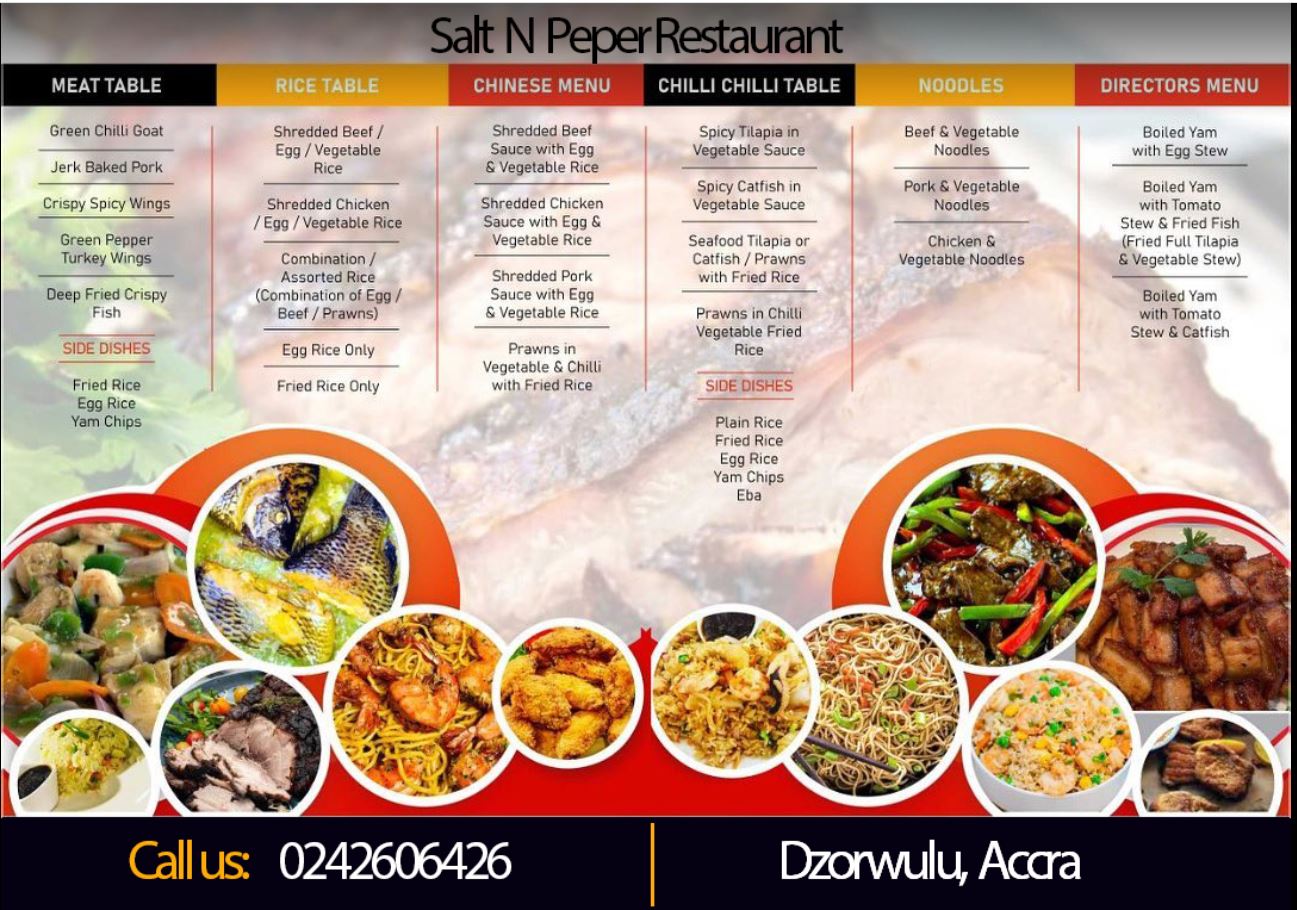 Salt N Peper Restaurant
MEAT TABLE
Green Chilli Goat
Jerk Baked Pork
Crispy Spicy Wings
Green Pepper
Turkey Wings
Deep Fried Crispy
Fish
SIDE DISHES
Fried Rice
Egg Rice
Yam Chips
RICE TABLE
Shredded Beef /
Egg / Vegetable
Rice
Shredded Chicken
/ Egg / Vegetable Rice
Combination /
Assorted Rice
(Combination of Egg /
Beef / Prawns)
Egg Rice Only
Fried Rice Only
CHINESE MENU
Shredded Beef
Sauce with Egg
& Vegetable Rice
Shredded Chicken
Sauce with Egg &
Vegetable Rice
Shredded Pork
Sauce with Egg
& Vegetable Rice
Prawns in
Vegetable & Chilli
with Fried Rice
CHILLI CHILLI TABLE
Spicy Tilapia in
Vegetable Sauce
Spicy Catfish in
Vegetable Sauce
Seafood Tilapia or
Catfish / Prawns
with Fried Rice
Prawns in Chilli
Vegetable Fried
Rice
SIDE DISHES
Plain Rice
Fried Rice
Egg Rice
Yam Chips
Eba
NOODLES
Beef & Vegetable
Noodles
Pork & Vegetable
Noodles
Chicken &
Vegetable Noodles
DIRECTORS MENU
Boiled Yam
with Egg Stew
Boiled Yam
with Tomato
Stew & Fried Fish
(Fried Full Tilapia
& Vegetable Stew)
Boiled Yam
with Tomato
Stew & Catfish
Call us: 0242606426
Dzorwulu, Accra